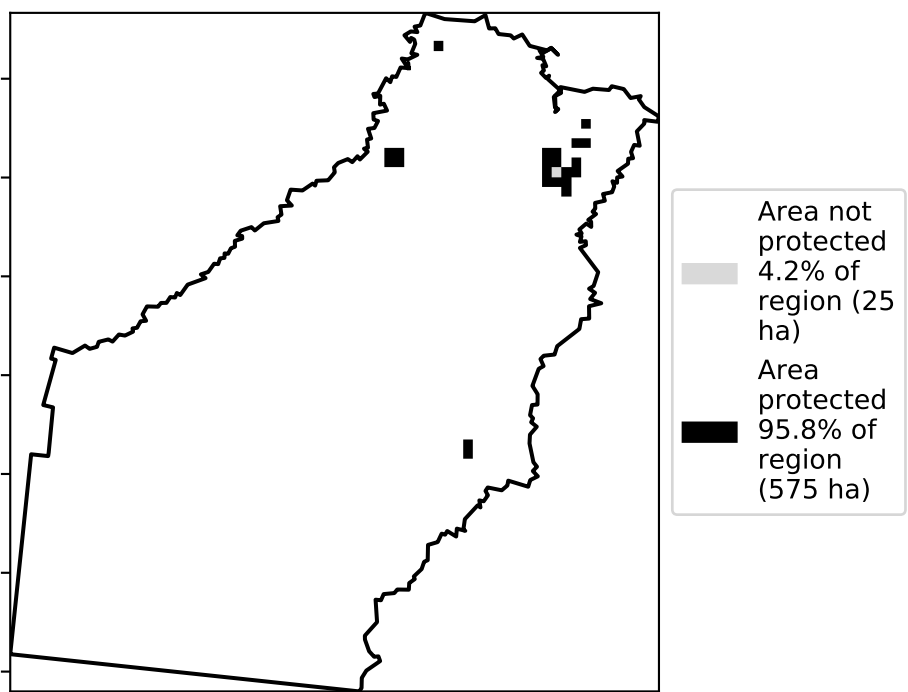 Area not
protected
4.2% of
region (25
ha)
Area
protected
95.8% of
region
(575 ha)